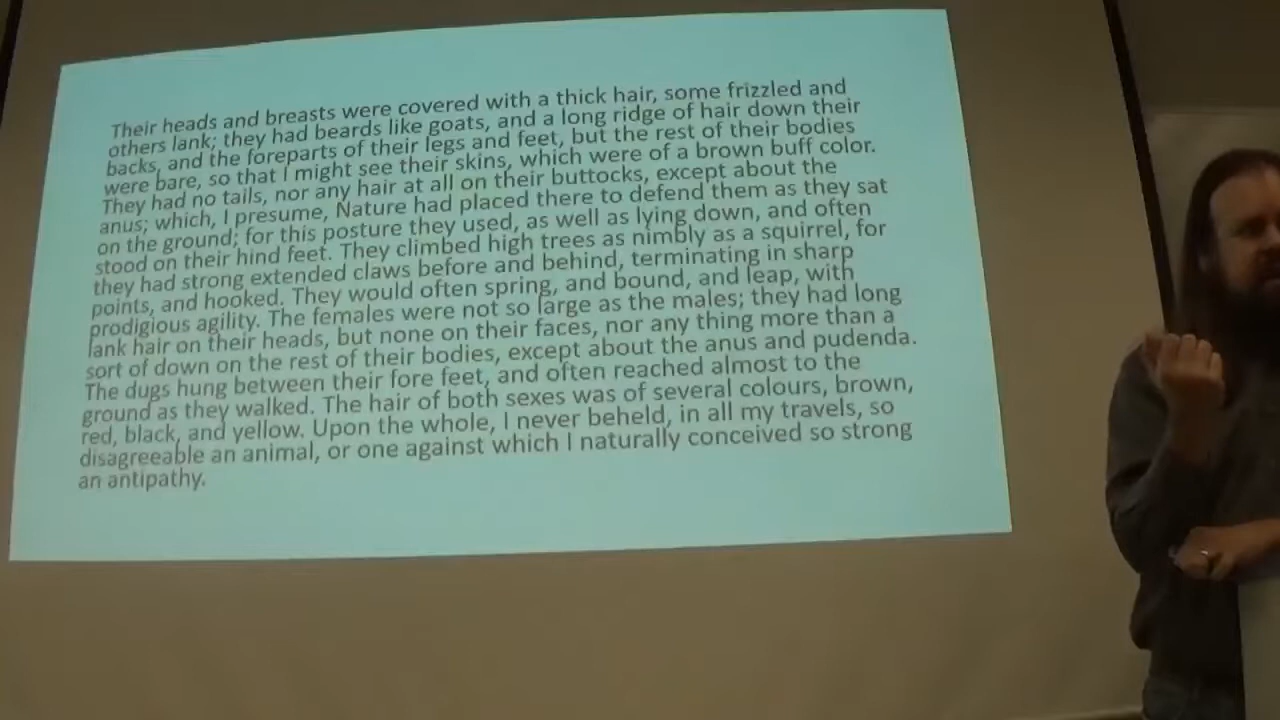 Their heads and breasts were covered with a thick hair, some frizzled and
others lank; they had beards like goats, and a long ridge of hair down their
backs, and the foreparts of their legs and feet, but the rest of their bodies
were bare, so that I might see their skins, which were of a brown buff color.
They had no tails, nor any hair at all on their buttocks, except about the
anus; which, I presume, Nature had placed there to defend them as they sat
on the ground; for this posture they used, as well as lying down, and often
stood on their hind feet. They climbed high trees as nimbly as a squirrel, for
they had strong extended claws before and behind, terminating in sharp
points, and hooked. They would often spring, and bound, and leap, with
prodigious agility. The females were not so large as the males; they had long
lank hair on their heads, but none on their faces, nor any thing more than a
sort of down on the rest of their bodies, except about the anus and pudenda.
The dugs hung between their fore feet, and often reached almost to the
ground as they walked. The hair of both sexes was of several colours, brown,
red, black, and yellow. Upon the whole, I never beheld, in all my travels, so
disagreeable an animal, or one against which I naturally conceived so strong
an antipathy.